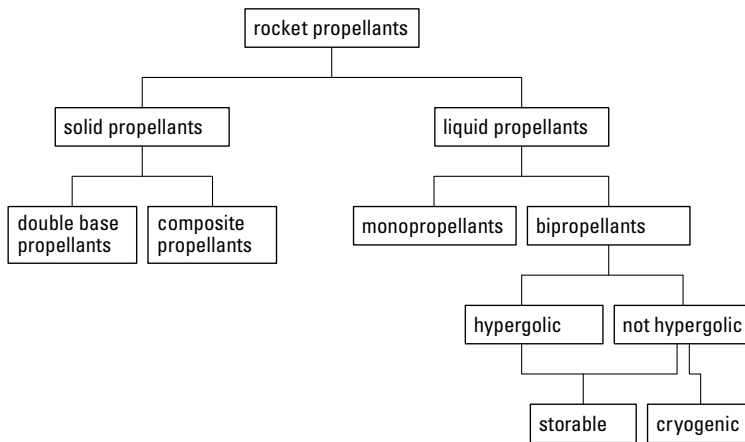 rocket propellants
solid propellants
liquid propellants
double base
propellants
composite
propellants
monopropellants
bipropellants
hypergolic
not hypergolic
storable
cryogenic